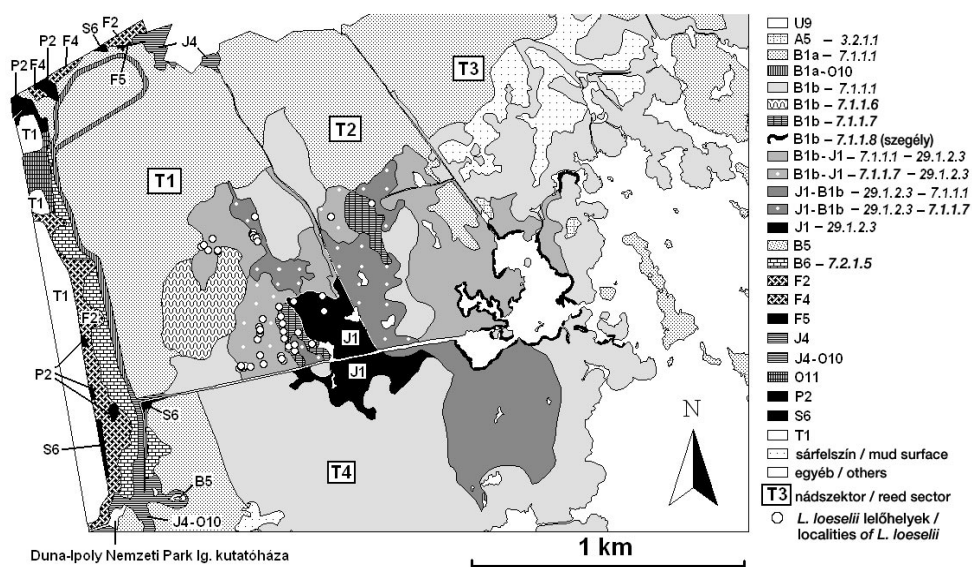 S6 F2
P2 F4
J4
P2 F4
F5
T3
T2
T1
T1
T1
T1
F2
J1
J1
P2
S6
S6
T4
N
B5
J4-O10
Duna-Ipoly Nemzeti Park Ig. kutatóháza
1 km
U9
A5 – 3.2.1.1
B1a – 7.1.1.1
B1a-O10
B1b – 7.1.1.1
B1b – 7.1.1.6
B1b – 7.1.1.7
B1b – 7.1.1.8 (szegély)
B1b-J1 – 7.1.1.1 – 29.1.2.3
B1b-J1 – 7.1.1.7 – 29.1.2.3
J1-B1b – 29.1.2.3 – 7.1.1.1
J1-B1b – 29.1.2.3 – 7.1.1.7
J1 – 29.1.2.3
B5
B6 – 7.2.1.5
F2
F4
F5
J4
J4-O10
O11
P2
S6
T1
sárfelszín / mud surface
egyéb / others
T3 nádszektor / reed sector
L. loeselii lelőhelyek /
localities of L. loeselii